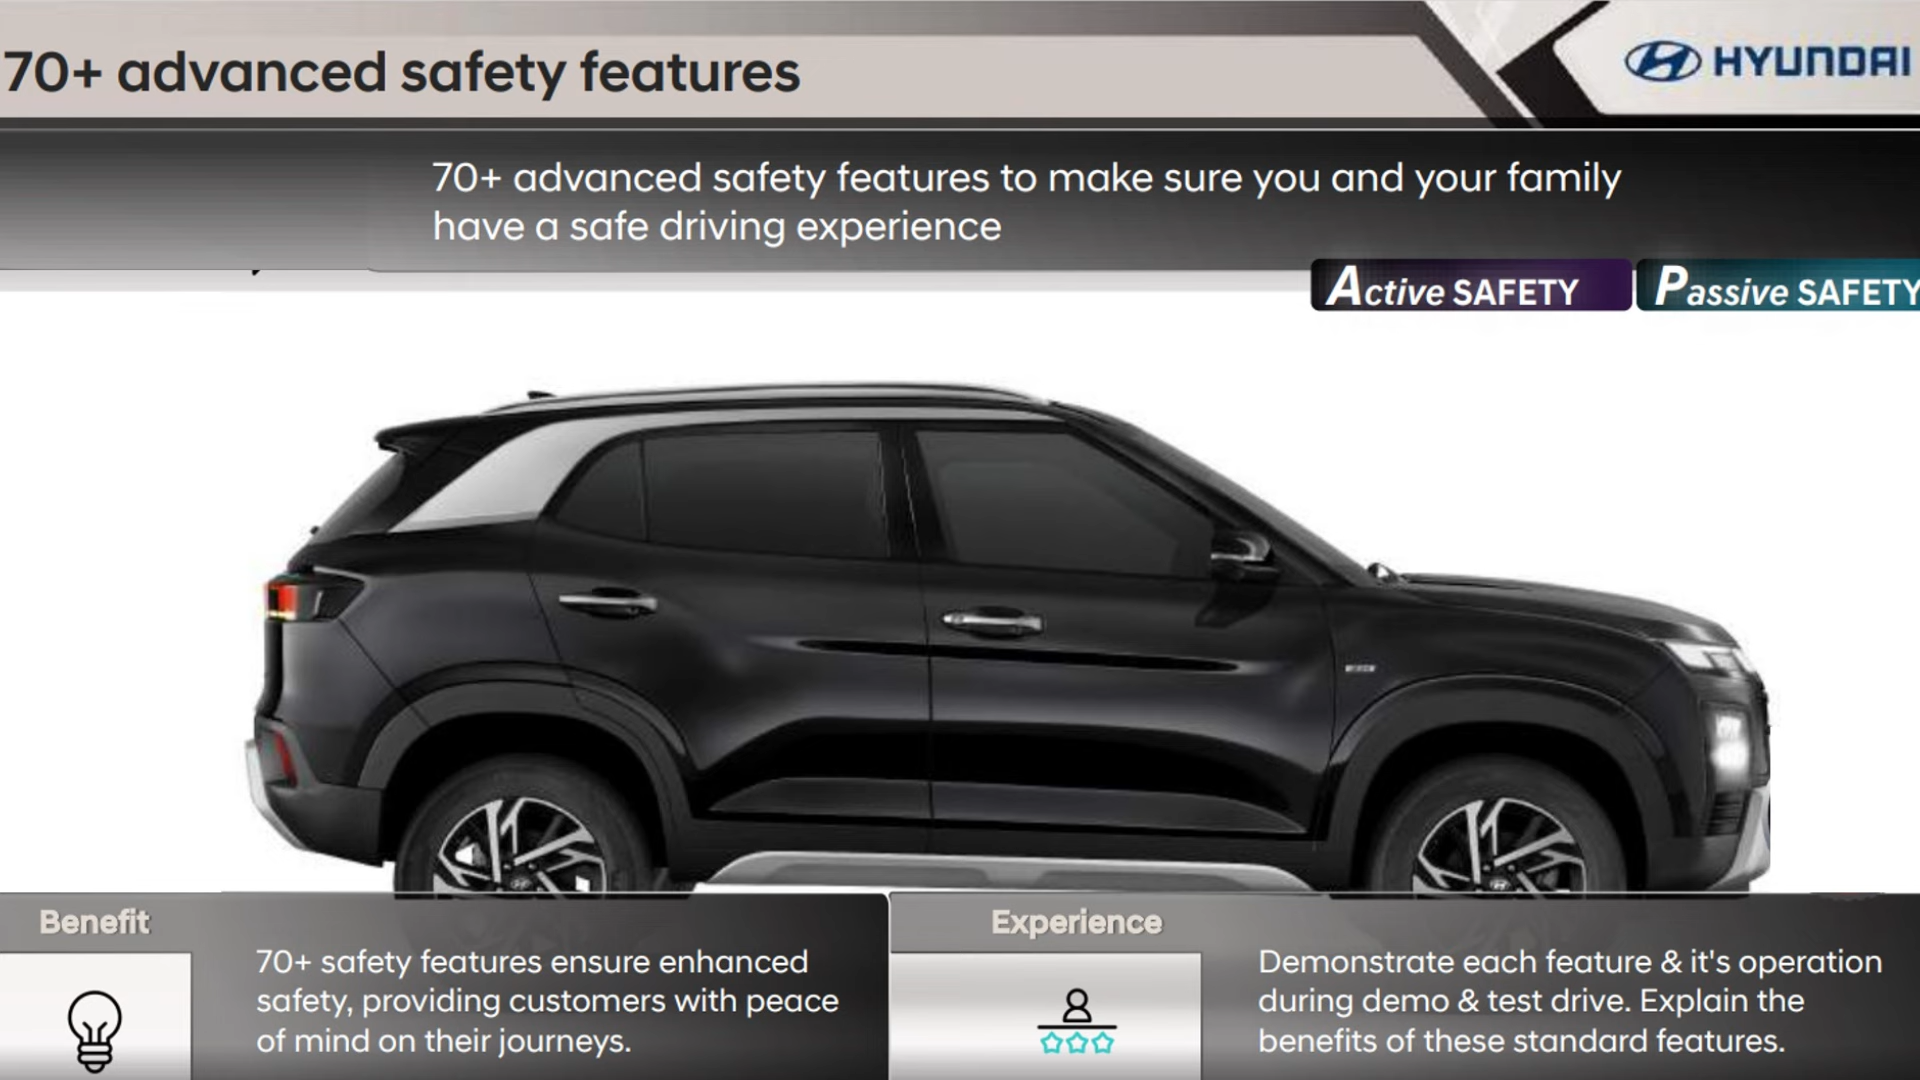 70+ advanced safety features
HYUNDAI
70+ advanced safety features to make sure you and your family
have a safe driving experience
Active SAFETY
Passive SAFETY
Benefit
70+ safety features ensure enhanced
safety, providing customers with peace
of mind on their journeys.
Experience
Demonstrate each feature & it's operation
during demo & test drive. Explain the
benefits of these standard features.